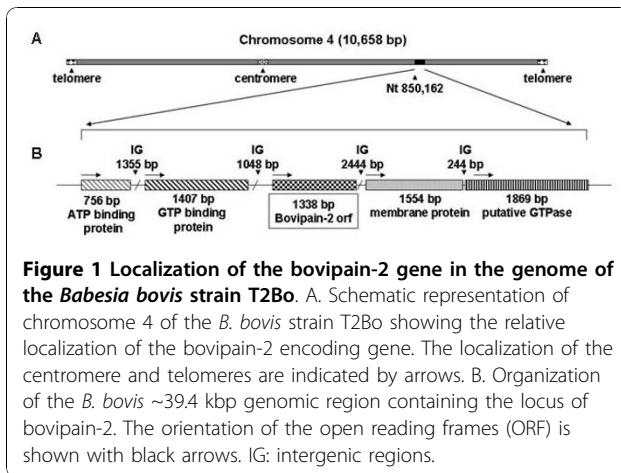 A
Chromosome 4 (10,658 bp)
telomere
centromere
telomere
Nt 850,162
B
IG IG IG IG
1355 bp 1048 bp 2444 bp 244 bp
756 bp
ATP binding
protein
1407 bp
GTP binding
protein
1338 bp
Bovipain-2 orf
1554 bp
membrane protein
1869 bp
putative GTPase
Figure 1 Localization of the bovipain-2 gene in the genome of
the Babesia bovis strain T2Bo. A. Schematic representation of
chromosome 4 of the B. bovis strain T2Bo showing the relative
localization of the bovipain-2 encoding gene. The localization of the
centromere and telomeres are indicated by arrows. B. Organization
of the B. bovis ~39.4 kbp genomic region containing the locus of
bovipain-2. The orientation of the open reading frames (ORF) is
shown with black arrows. IG: intergenic regions.